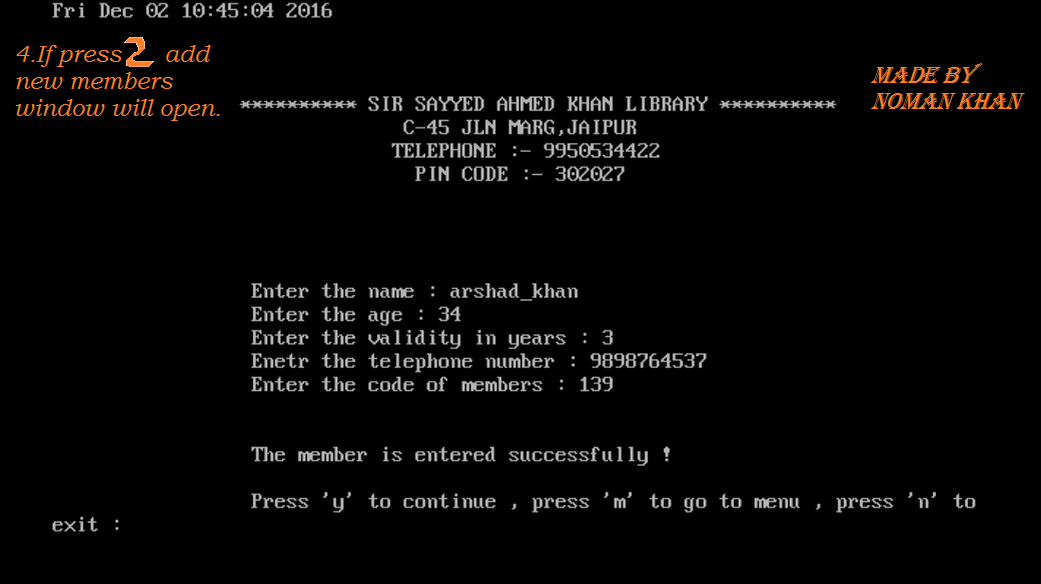 Fri Dec 02 10:45:04 2016
4.If press 2 add
new members
window will open.
MADE BY
NOMAN KHAN
********** SIR SAYYED AHMED KHAN LIBRARY **********
C-45 JLN MARG,JAIPUR
TELEPHONE :- 9950534422
PIN CODE :- 302027
Enter the name : arshad_khan
Enter the age : 34
Enter the validity in years : 3
Enetr the telephone number : 9898764537
Enter the code of members : 139
The member is entered successfully !
Press 'y' to continue , press 'm' to go to menu , press 'n' to
exit :